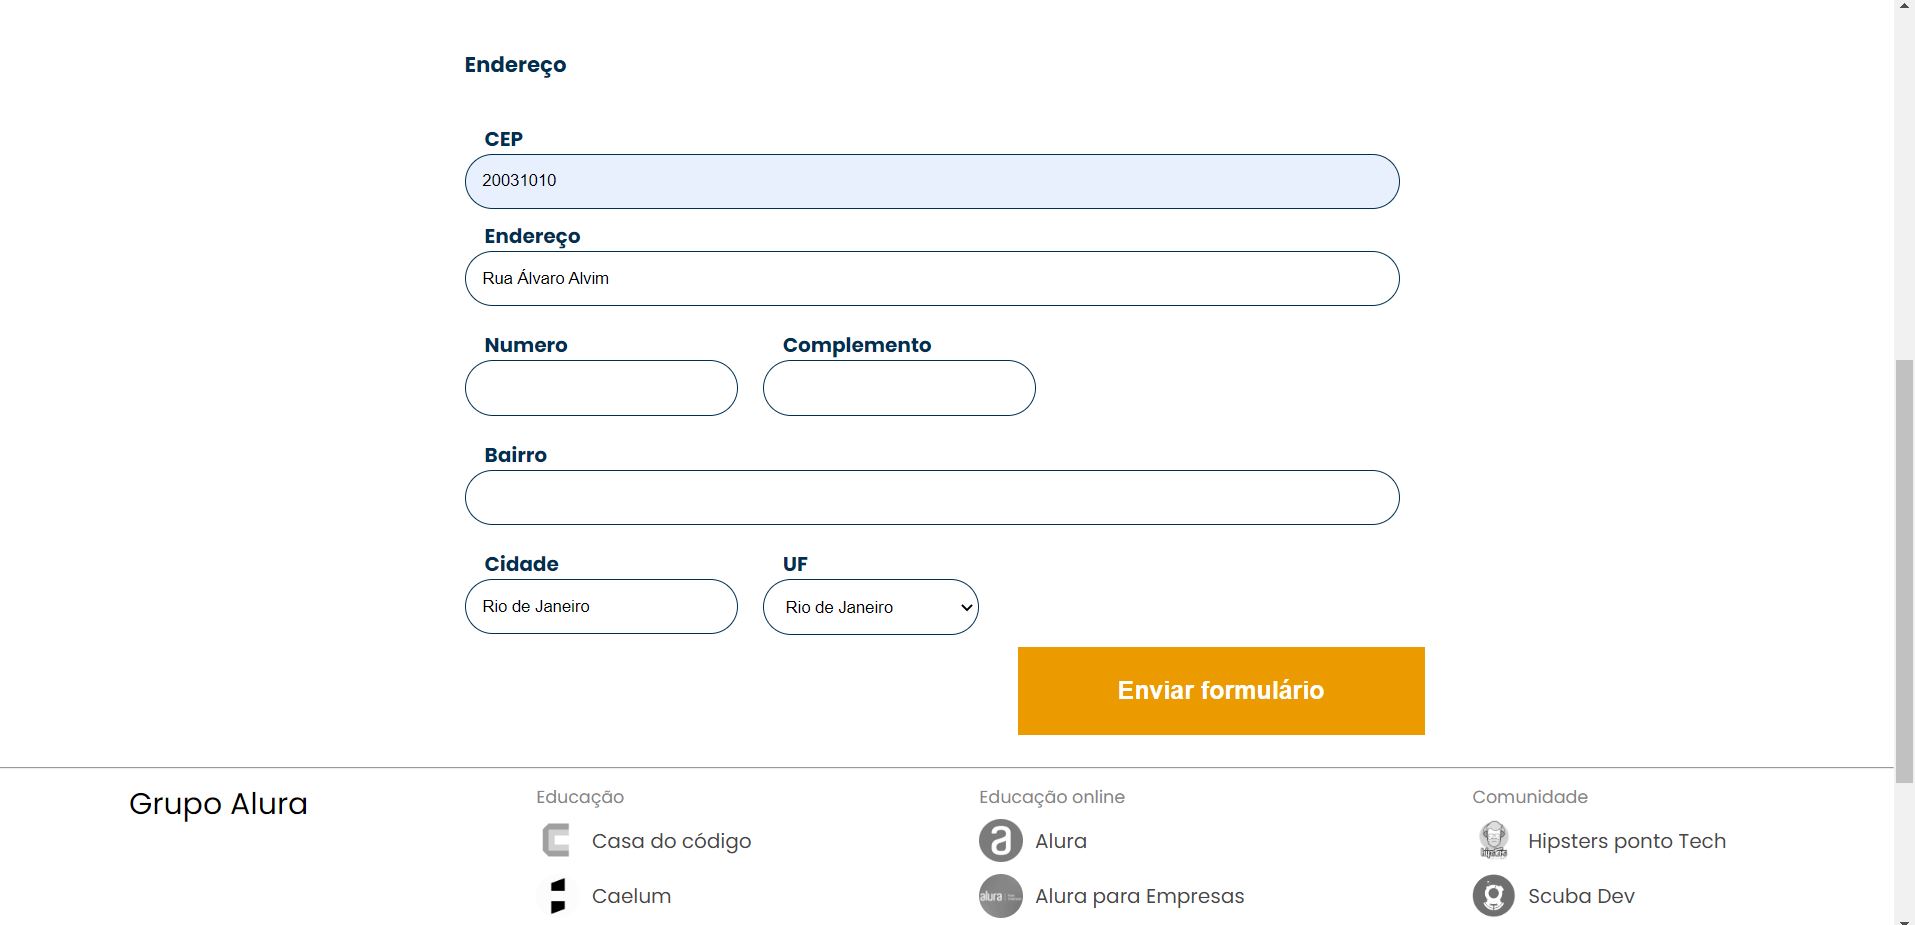 Endereço
CEP
20031010
Endereço
Rua Álvaro Alvim
Numero Complemento
Bairro
Cidade UF
Rio de Janeiro Rio de Janeiro
Enviar formulário
Grupo Alura
Educação
Casa do código
Caelum
Educação online
Alura
alura
Alura para Empresas
Comunidade
Hipsters ponto Tech
Scuba Dev